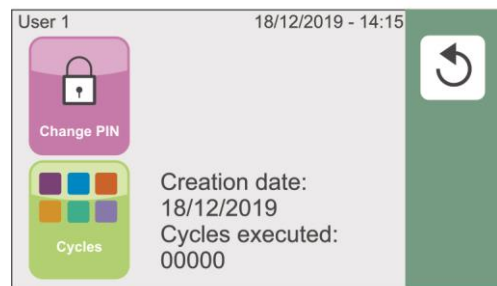 User 1 18/12/2019 - 14:15
Change PIN
Cycles
Creation date:
18/12/2019
Cycles executed:
00000